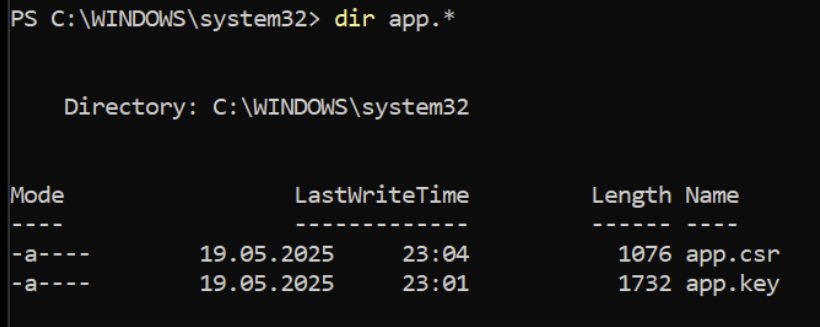 PS C:\WINDOWS\system32> dir app.*
Directory: C:\WINDOWS\system32
Mode LastWriteTime Length Name
---- ------------- ------ ----
-a---- 19.05.2025 23:04 1076 app.csr
-a---- 19.05.2025 23:01 1732 app.key